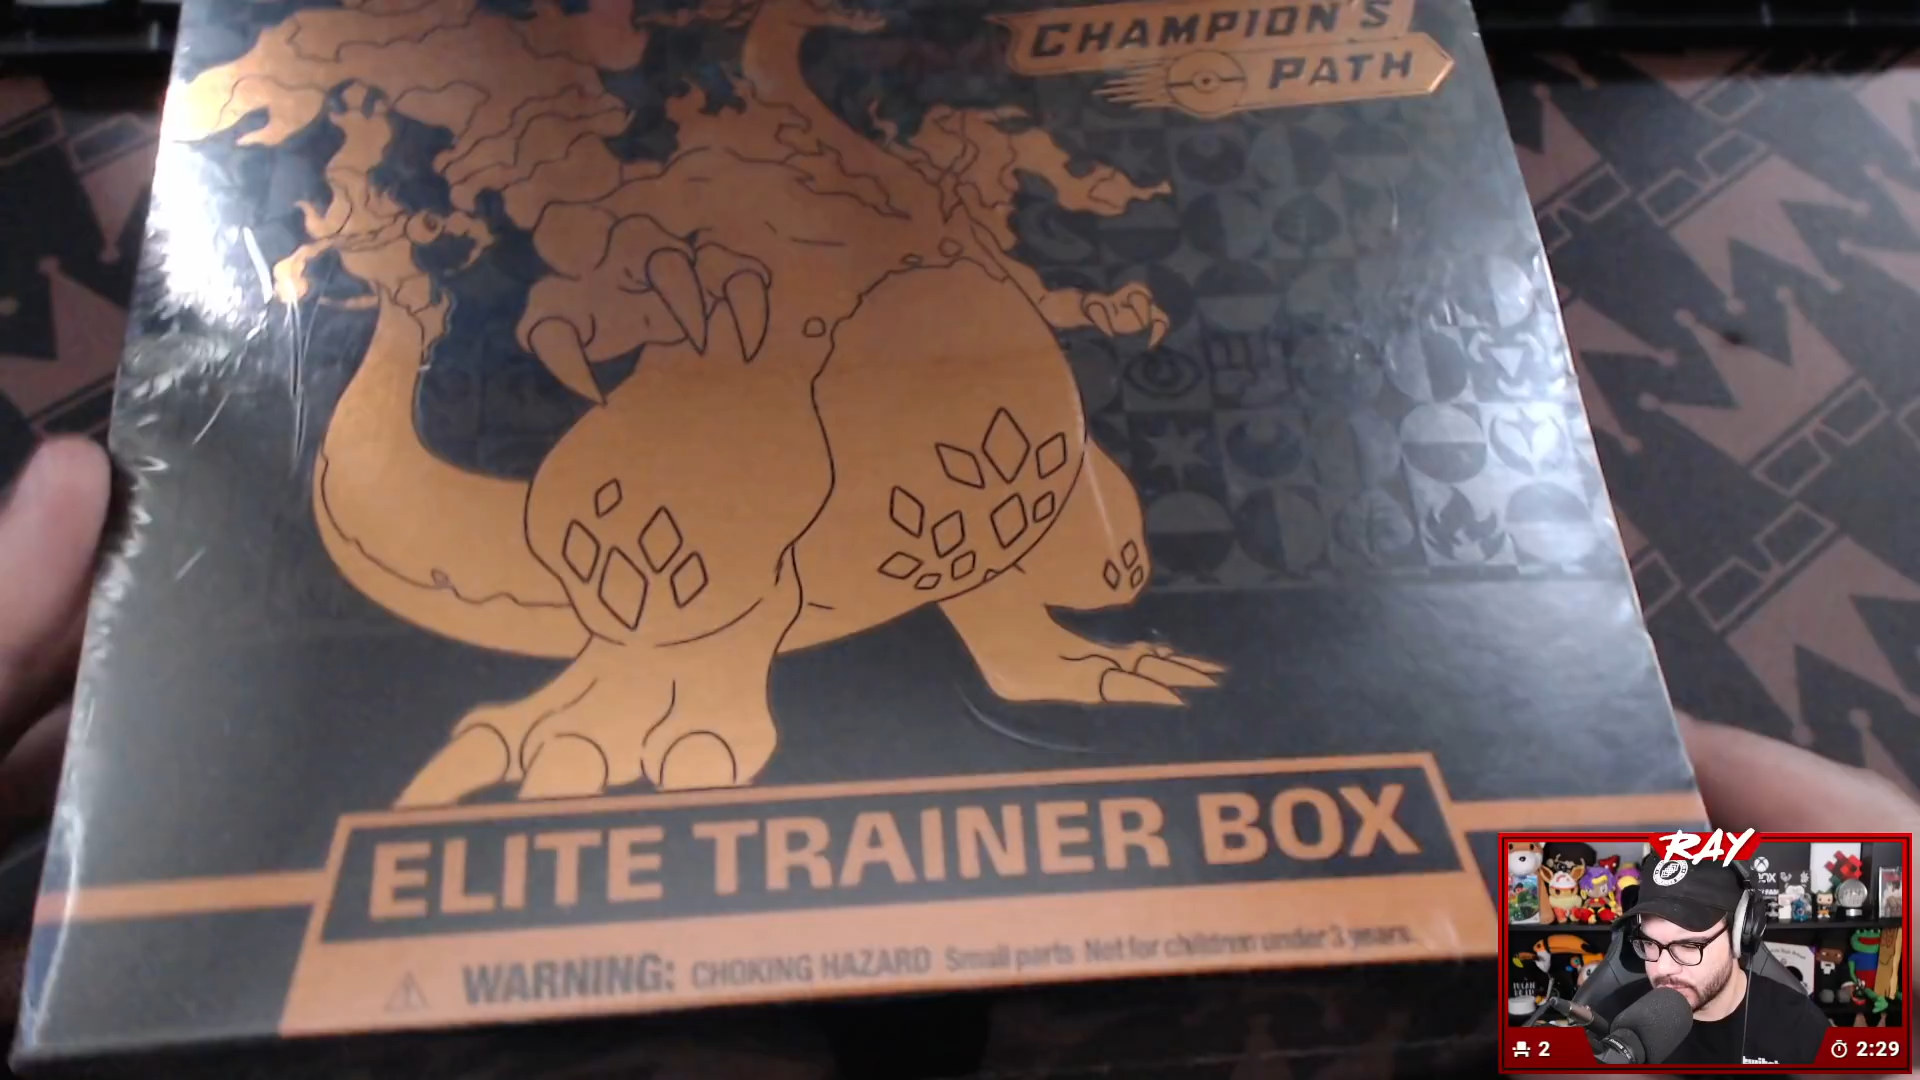 CHAMPION'S
PATH
ELITE TRAINER BOX
WARNING: CHOKING HAZARD Small parts Not for children under 3 years.
RAY
2
2:29